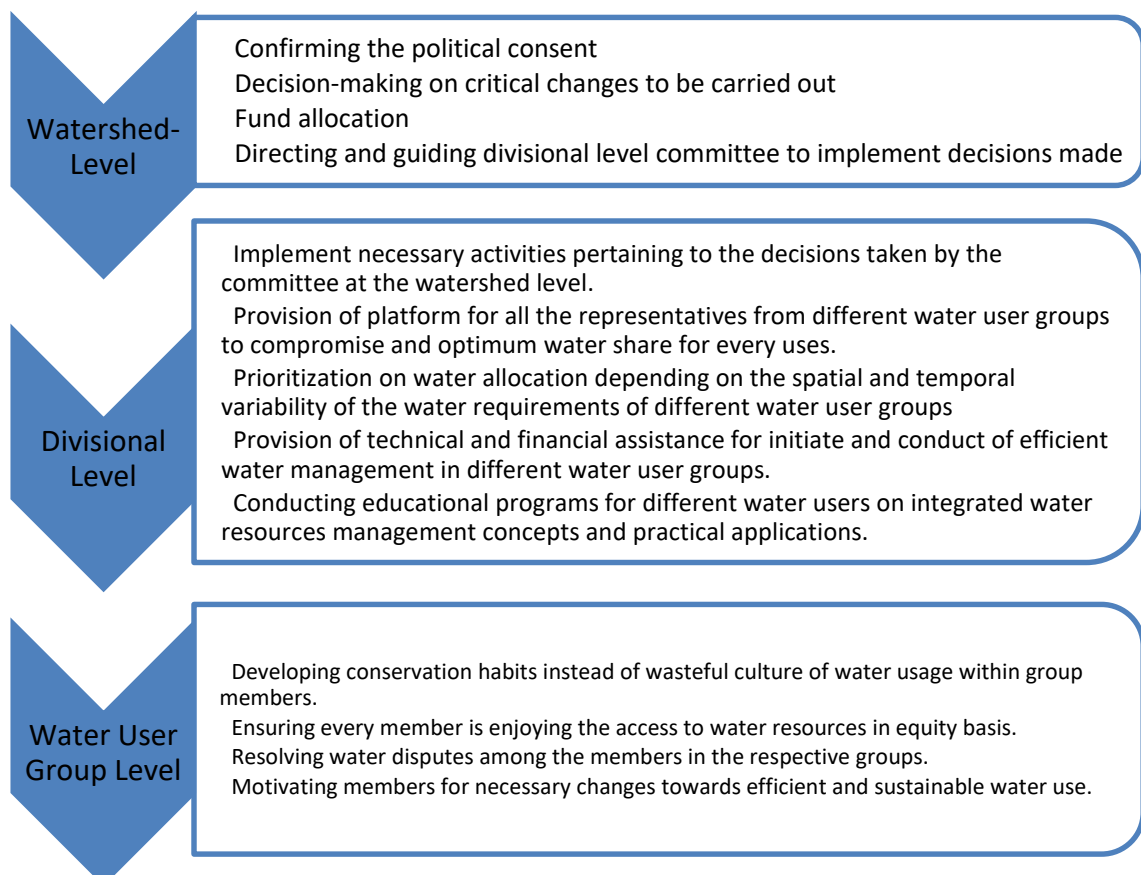 Watershed-
Level
Confirming the political consent
Decision-making on critical changes to be carried out
Fund allocation
Directing and guiding divisional level committee to implement decisions made
Divisional
Level
Implement necessary activities pertaining to the decisions taken by the
committee at the watershed level.
Provision of platform for all the representatives from different water user groups
to compromise and optimum water share for every uses.
Prioritization on water allocation depending on the spatial and temporal
variability of the water requirements of different water user groups
Provision of technical and financial assistance for initiate and conduct of efficient
water management in different water user groups.
Conducting educational programs for different water users on integrated water
resources management concepts and practical applications.
Water User
Group Level
Developing conservation habits instead of wasteful culture of water usage within group
members.
Ensuring every member is enjoying the access to water resources in equity basis.
Resolving water disputes among the members in the respective groups.
Motivating members for necessary changes towards efficient and sustainable water use.